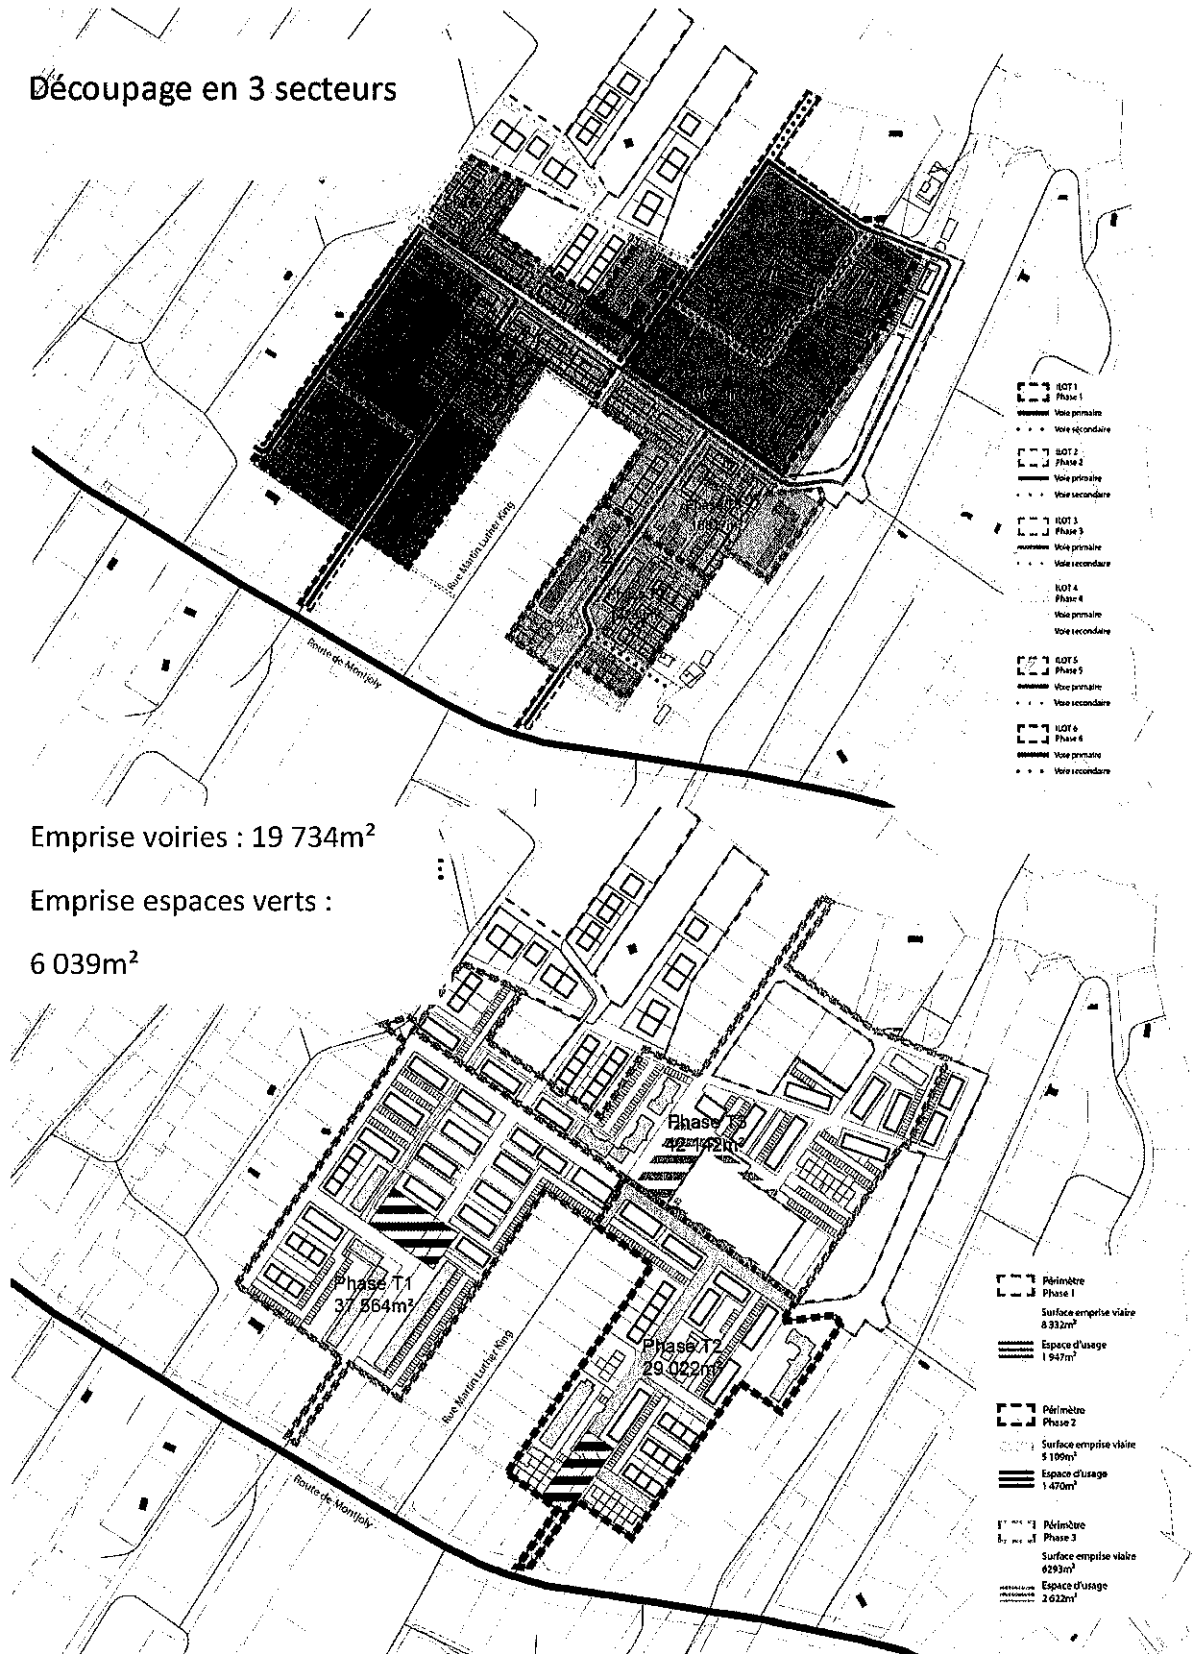 Découpage en 3 secteurs
ILOT 1
Phase 1
Voie primaire
Voie sécondaire
ILOT 2
Phase 2
Voie primaire
Voie secondaire
ILOT 3
Phase 3
Voie primaire
Voie secondaire
ILOT 4
Phase 4
Voie primaire
Voie secondaire
ILOT 5
Phase 5
Voie primaire
Voie secondaire
ILOT 6
Phase 6
Voie primaire
Voie secondaire
Rue Martin Luther King
Route de Montjoly
Emprise voiries : 19 734m²
Emprise espaces verts :
6 039m²
Phase T3
42 142m²
Phase T1
37 564m²
Phase T2
29 022m²
Rue Martin Luther King
Route de Montjoly
Périmètre
Phase 1
Surface emprise viaire
8 332m²
Espace d'usage
1 947m²
Périmètre
Phase 2
Surface emprise viaire
5 109m²
Espace d'usage
1 470m²
Périmètre
Phase 3
Surface emprise viaire
6293m²
Espace d'usage
2 622m²